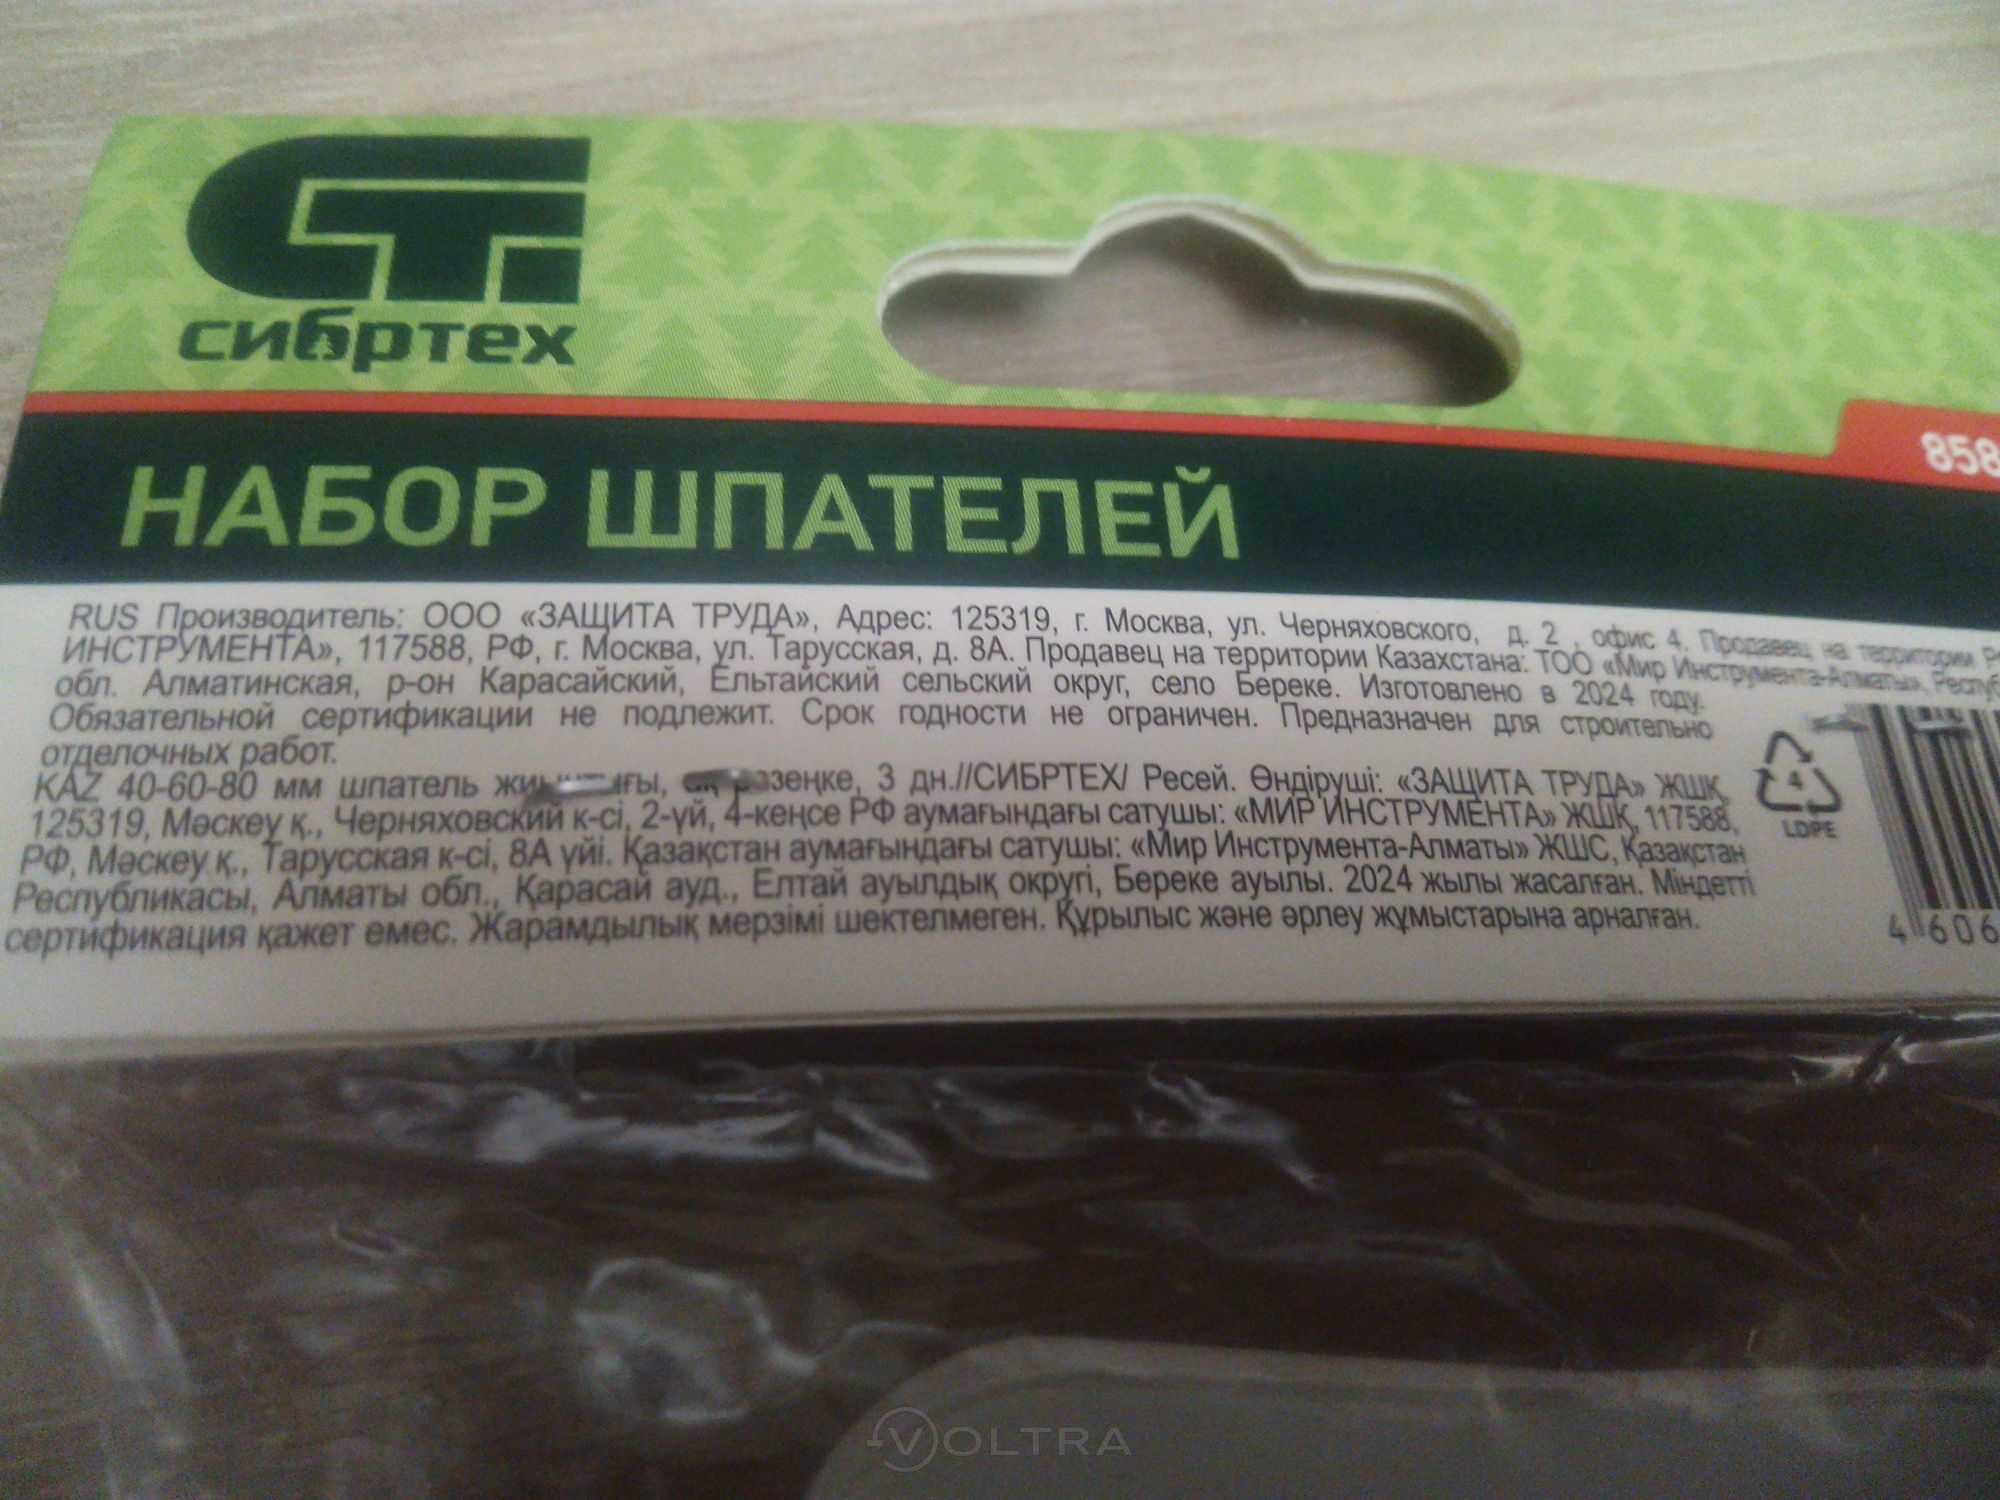 сибртех
858
НАБОР ШПАТЕЛЕЙ
RUS Производитель: ООО «ЗАЩИТА ТРУДА», Адрес: 125319, г. Москва, ул. Черняховского, д. 2 , офис 4. Продавец на территории
ИНСТРУМЕНТА», 117588, РФ, г. Москва, ул. Тарусская, д. 8А. Продавец на территории Казахстана: ТОО «Мир Инструмента-Алматы»,
обл. Алматинская, р-он Карасайский, Ельтайский сельский округ, село Береке. Изготовлено в 2024 году.
Обязательной сертификации не подлежит. Срок годности не ограничен. Предназначен для строительно
отделочных работ.
KAZ 40-60-80 мм шпатель 3 дн.//СИБРТЕХ/ Ресей. Өндіруші: «ЗАЩИТА ТРУДА» ЖШҚ,
125319, Мәскеу қ., Черняховский к-сі, 2-үй, 4-кеңсе РФ аумағындағы сатушы: «МИР ИНСТРУМЕНТА» ЖШҚ, 117588,
РФ, Мәскеу қ., Тарусская к-сі, 8А үйі. Қазақстан аумағындағы сатушы: «Мир Инструмента-Алматы» ЖШС, Қазақстан
Республикасы, Алматы обл., Қарасай ауд., Елтай ауылдық округі, Береке ауылы. 2024 жылы жасалған. Міндетті
сертификация қажет емес. Жарамдылық мерзімі шектелмеген. Құрылыс және әрлеу жұмыстарына арналған.
4
LDPE
4 606
VOLTRA